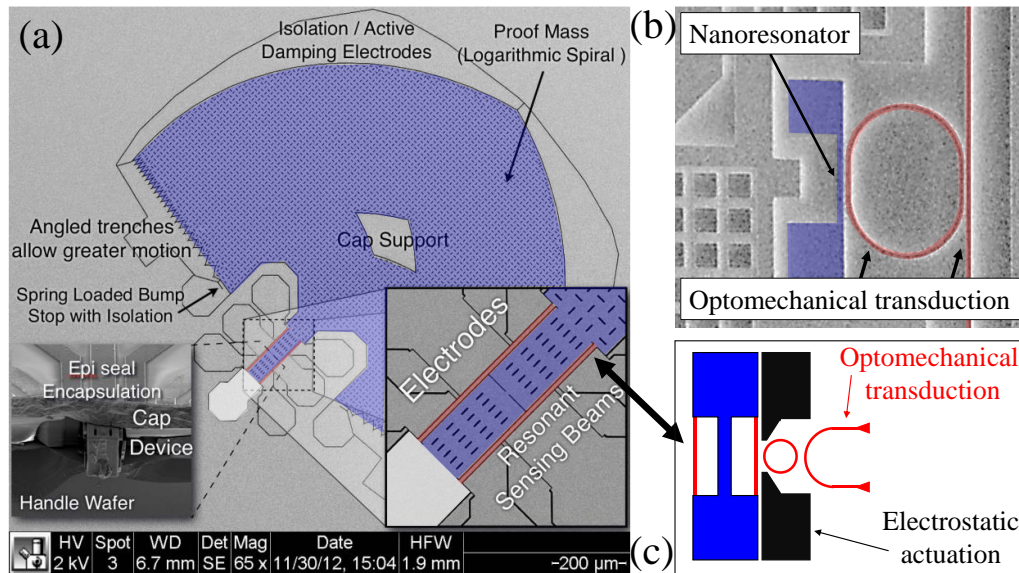 (a)
Isolation / Active
Damping Electrodes
Proof Mass
(Logarithmic Spiral )
Cap Support
Angled trenches
allow greater motion
Spring Loaded Bump
Stop with Isolation
Epi seal
Encapsulation
Cap
Device
Handle Wafer
Electrodes
Resonant
Sensing Beams
HV
2 kV
Spot
3
WD
6.7 mm
Det
SE
Mag
65 x
Date
11/30/12, 15:04
HFW
1.9 mm
200 µm
(b)
Nanoresonator
Optomechanical transduction
(c)
Optomechanical
transduction
Electrostatic
actuation